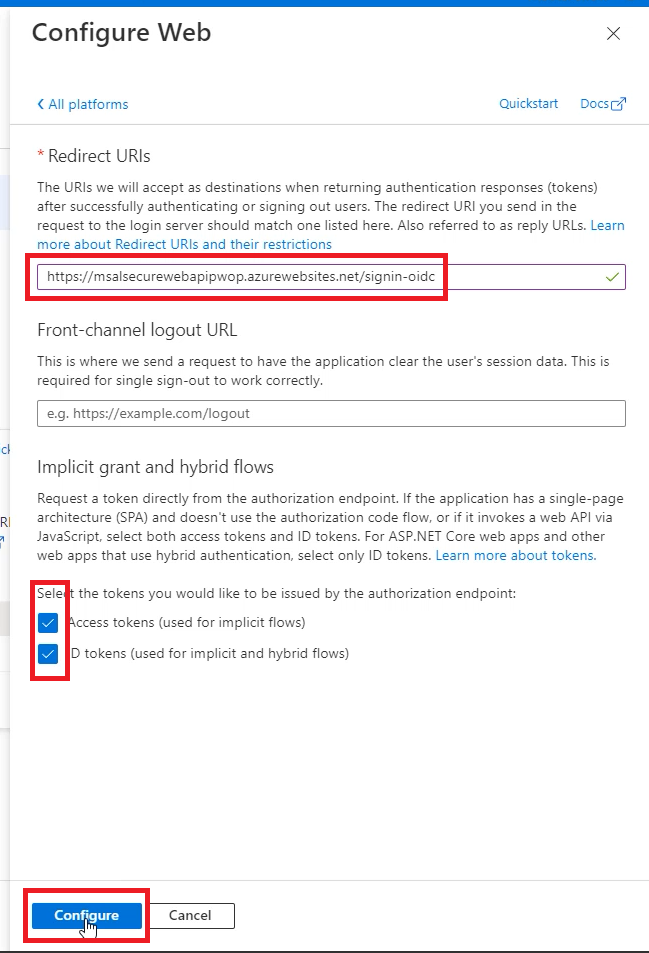 Configure Web
All platforms
Quickstart
Docs
* Redirect URIs
The URIs we will accept as destinations when returning authentication responses (tokens)
after successfully authenticating or signing out users. The redirect URI you send in the
request to the login server should match one listed here. Also referred to as reply URLs. Learn
more about Redirect URIs and their restrictions
https://msalsecurewebapipwop.azurewebsites.net/signin-oidc
Front-channel logout URL
This is where we send a request to have the application clear the user's session data. This is
required for single sign-out to work correctly.
e.g. https://example.com/logout
Implicit grant and hybrid flows
Request a token directly from the authorization endpoint. If the application has a single-page
architecture (SPA) and doesn't use the authorization code flow, or if it invokes a web API via
JavaScript, select both access tokens and ID tokens. For ASP.NET Core web apps and other
web apps that use hybrid authentication, select only ID tokens. Learn more about tokens.
Select the tokens you would like to be issued by the authorization endpoint:
Access tokens (used for implicit flows)
ID tokens (used for implicit and hybrid flows)
Configure
Cancel